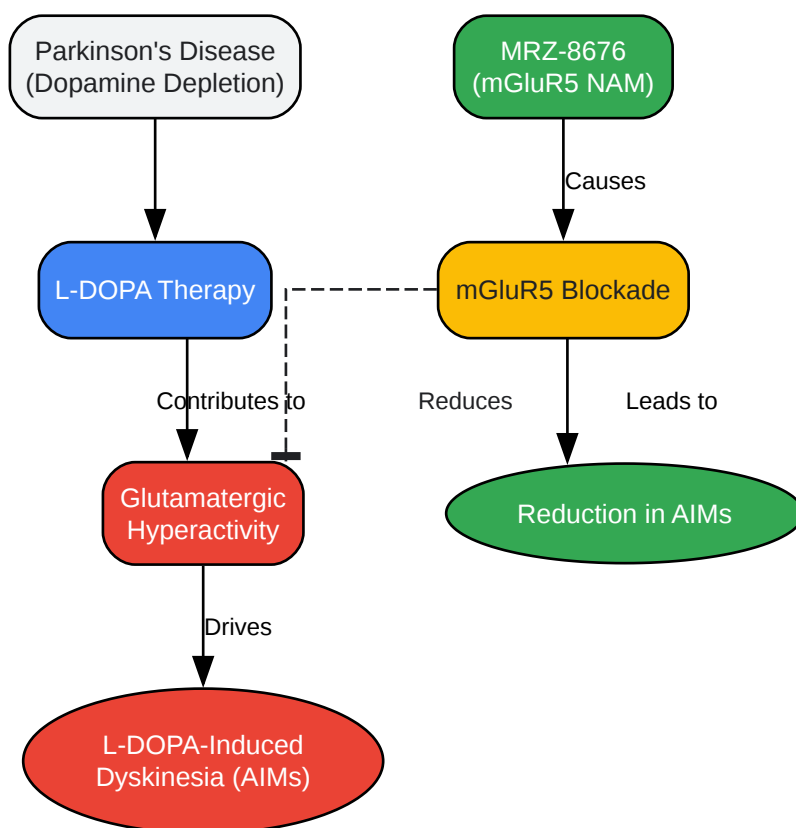 Parkinson's Disease
(Dopamine Depletion)
MRZ-8676
(mGluR5 NAM)
Causes
L-DOPA Therapy
mGluR5 Blockade
Contributes to
Reduces
Leads to
Glutamatergic
Hyperactivity
Reduction in AIMs
Drives
L-DOPA-Induced
Dyskinesia (AIMs)